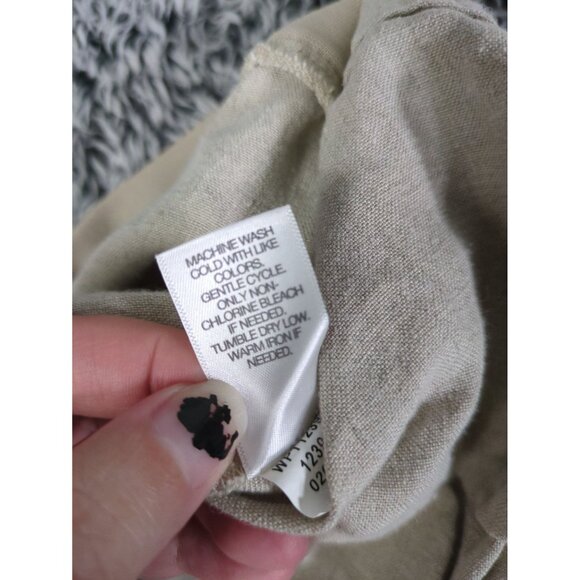 MACHINE WASH
COLD WITH LIKE
COLORS.
GENTLE CYCLE.
ONLY NON-
CHLORINE BLEACH
IF NEEDED.
TUMBLE DRY LOW.
WARM IRON IF
NEEDED.